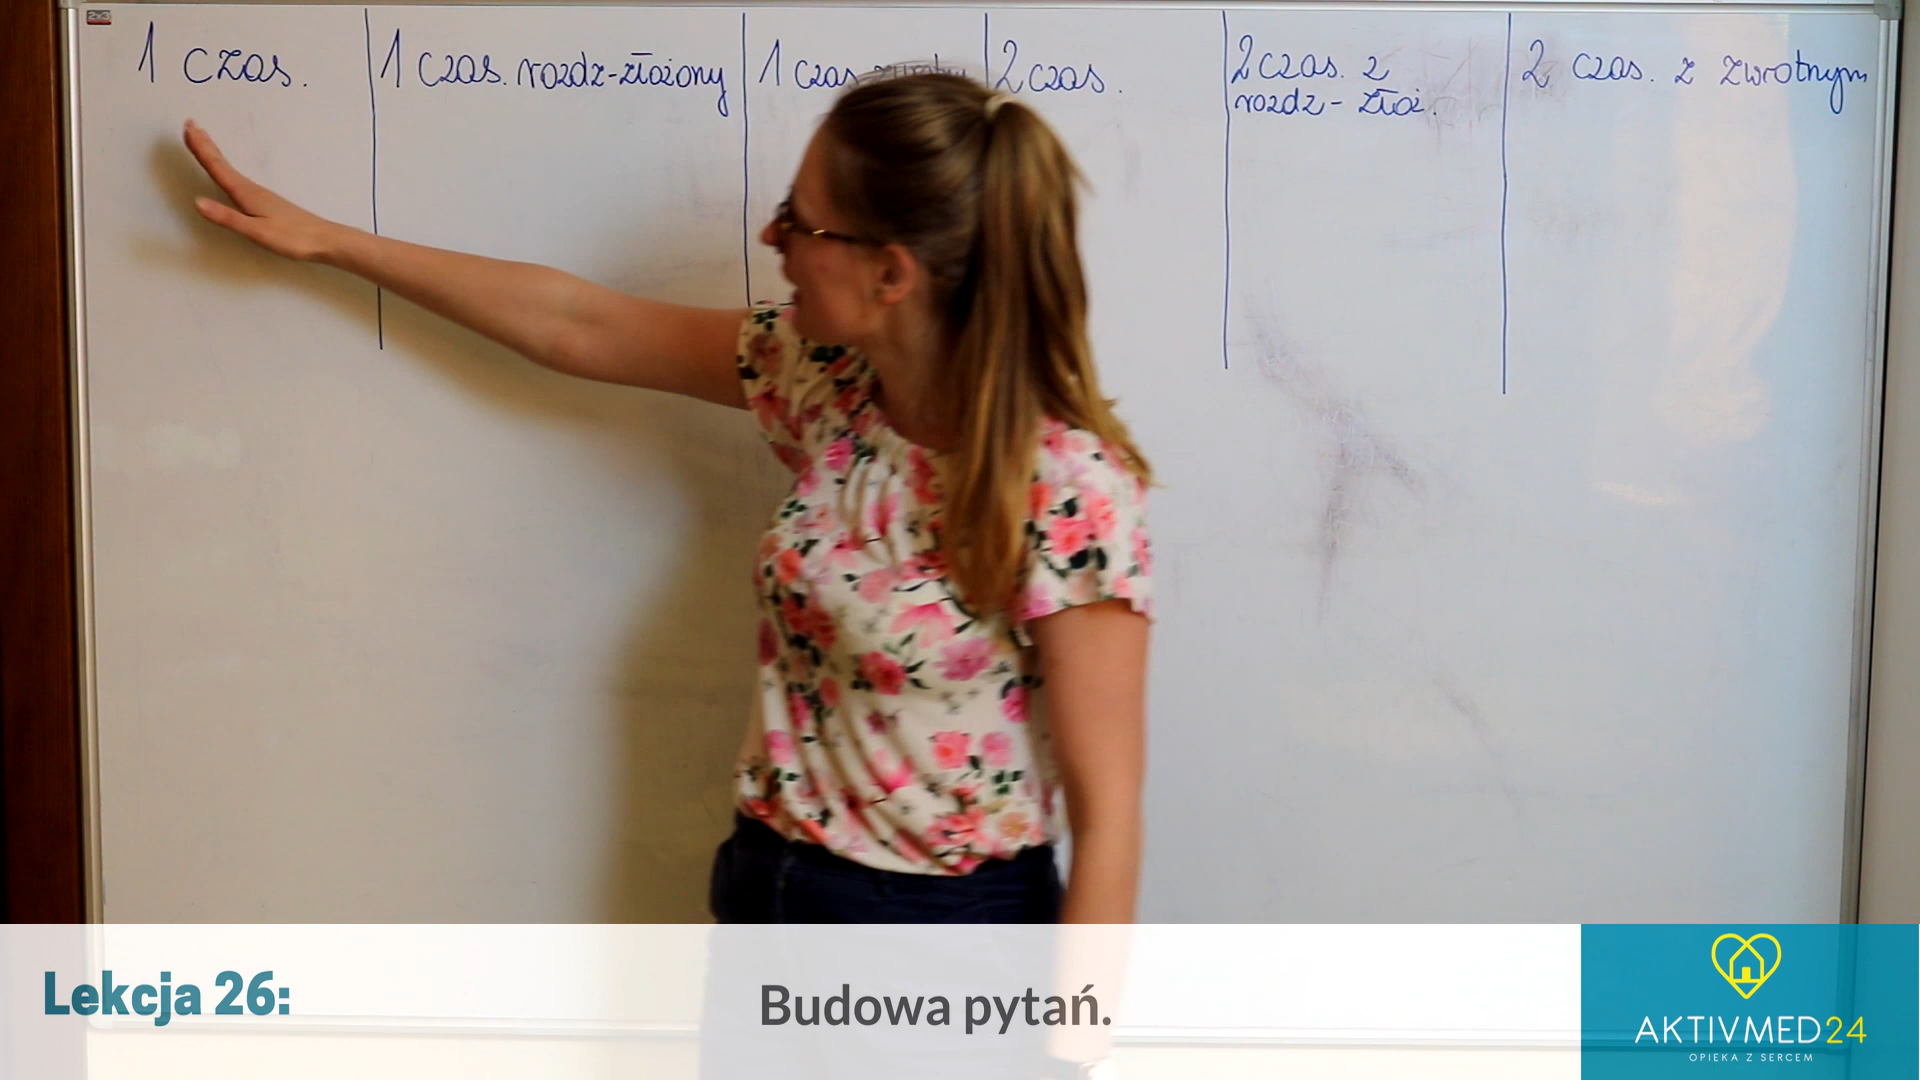 1 czas.
1 czas. rozdz-złożony
1 czas
2 czas.
2 czas. z
rozdz - złoż.
2 czas. z zwrotnym
Lekcja 26:
Budowa pytań.
AKTIVMED24
OPIEKA Z SERCEM